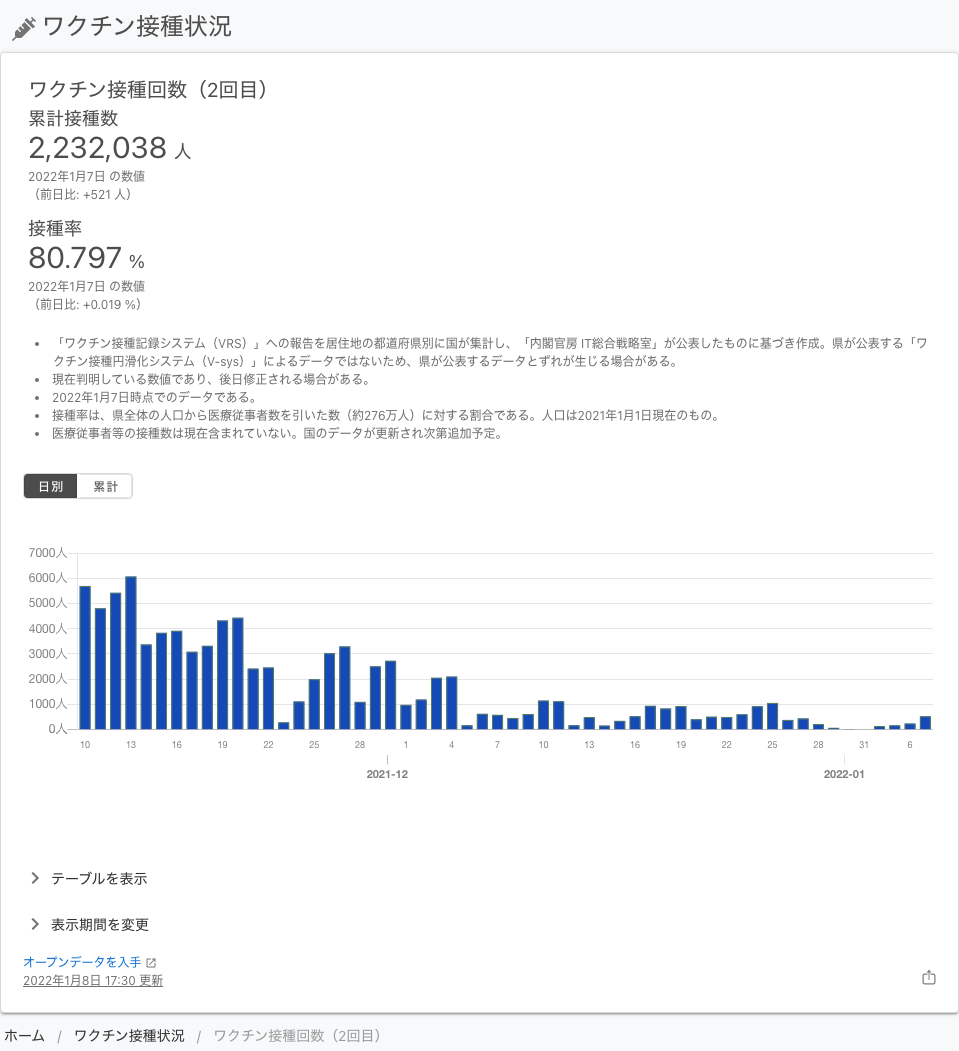 ワクチン接種状況
ワクチン接種回数（2回目）
累計接種数
2,232,038 人
2022年1月7日 の数値
（前日比: +521 人）
接種率
80.797 %
2022年1月7日 の数値
（前日比: +0.019 %）
• 「ワクチン接種記録システム（VRS）」への報告を居住地の都道府県別に国が集計し、「内閣官房 IT総合戦略室」が公表したものに基づき作成。県が公表する「ワ
クチン接種円滑化システム（V-sys）」によるデータではないため、県が公表するデータとずれが生じる場合がある。
• 現在判明している数値であり、後日修正される場合がある。
• 2022年1月7日時点でのデータである。
• 接種率は、県全体の人口から医療従事者数を引いた数（約276万人）に対する割合である。人口は2021年1月1日現在のもの。
• 医療従事者等の接種数は現在含まれていない。国のデータが更新され次第追加予定。
日別 累計
7000人
6000人
5000人
4000人
3000人
2000人
1000人
0人
10 13 16 19 22 25 28 1 4 7 10 13 16 19 22 25 28 31 6
2021-12 2022-01
テーブルを表示
表示期間を変更
オープンデータを入手
2022年1月8日 17:30 更新
ホーム / ワクチン接種状況 / ワクチン接種回数（2回目）